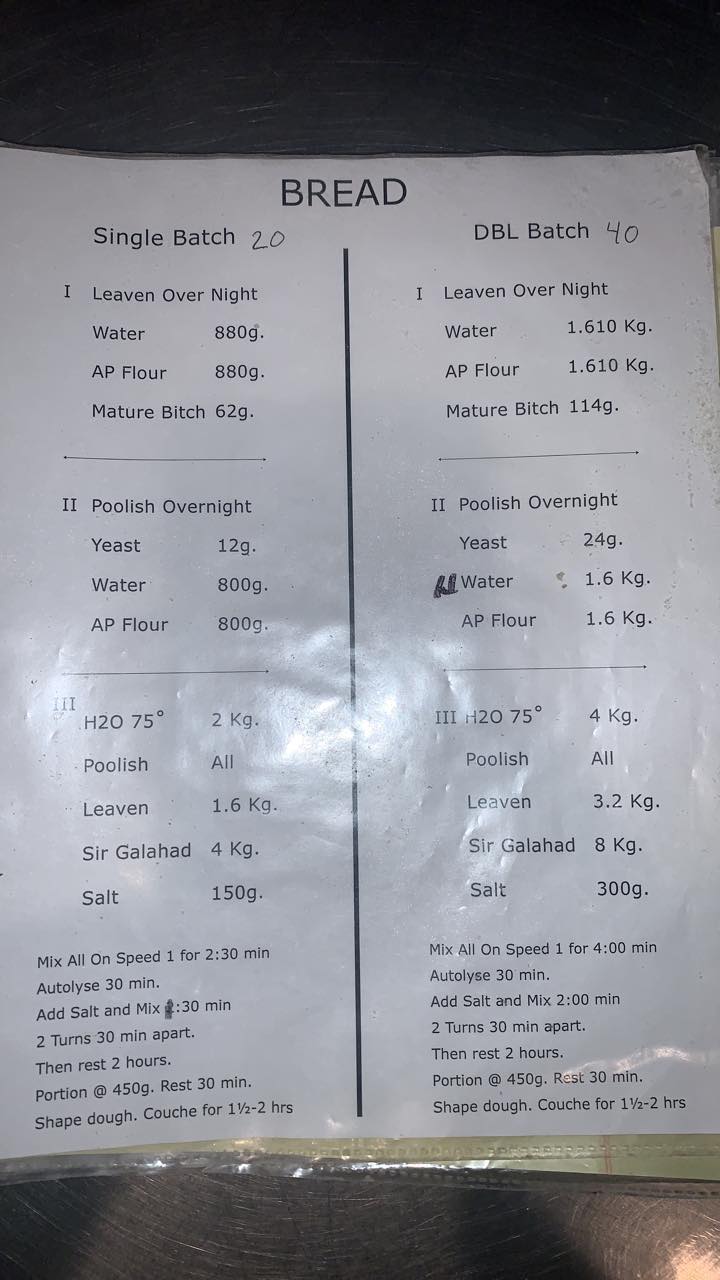 BREAD
Single Batch 20
I Leaven Over Night
Water 880g.
AP Flour 880g.
Mature Bitch 62g.
II Poolish Overnight
Yeast 12g.
Water 800g.
AP Flour 800g.
III
H2O 75° 2 Kg.
Poolish All
Leaven 1.6 Kg.
Sir Galahad 4 Kg.
Salt 150g.
Mix All On Speed 1 for 2:30 min
Autolyse 30 min.
Add Salt and Mix :30 min
2 Turns 30 min apart.
Then rest 2 hours.
Portion @ 450g. Rest 30 min.
Shape dough. Couche for 1½-2 hrs
DBL Batch 40
I Leaven Over Night
Water 1.610 Kg.
AP Flour 1.610 Kg.
Mature Bitch 114g.
II Poolish Overnight
Yeast 24g.
Water 1.6 Kg.
AP Flour 1.6 Kg.
III H2O 75° 4 Kg.
Poolish All
Leaven 3.2 Kg.
Sir Galahad 8 Kg.
Salt 300g.
Mix All On Speed 1 for 4:00 min
Autolyse 30 min.
Add Salt and Mix 2:00 min
2 Turns 30 min apart.
Then rest 2 hours.
Portion @ 450g. Rest 30 min.
Shape dough. Couche for 1½-2 hrs